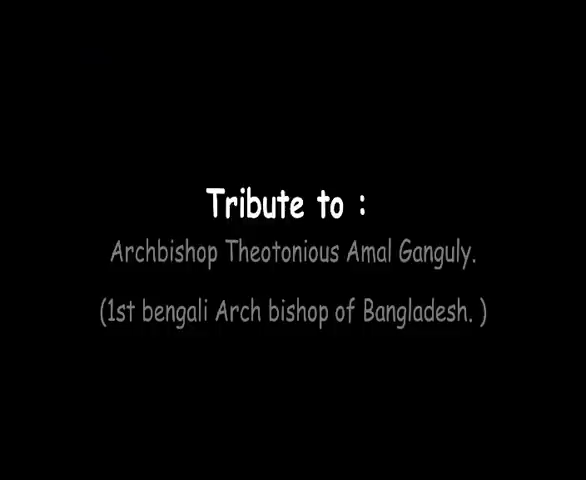 Tribute to :
Archbishop Theotonious Amal Ganguly.
(1st bengali Arch bishop of Bangladesh. )